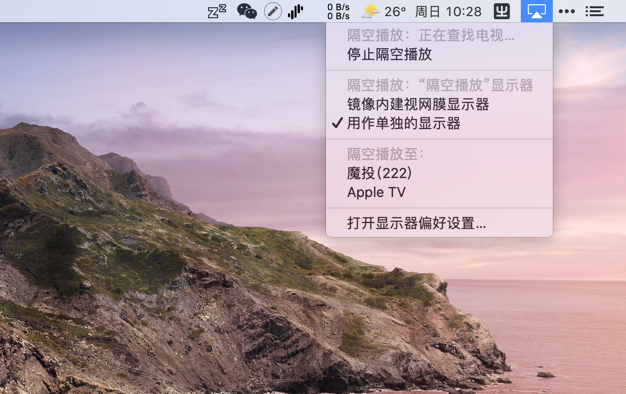 0 B/s
0 B/s
26° 周日 10:28
隔空播放：正在查找电视...
停止隔空播放
隔空播放：“隔空播放”显示器
镜像内建视网膜显示器
✓ 用作单独的显示器
隔空播放至：
魔投(222)
Apple TV
打开显示器偏好设置...